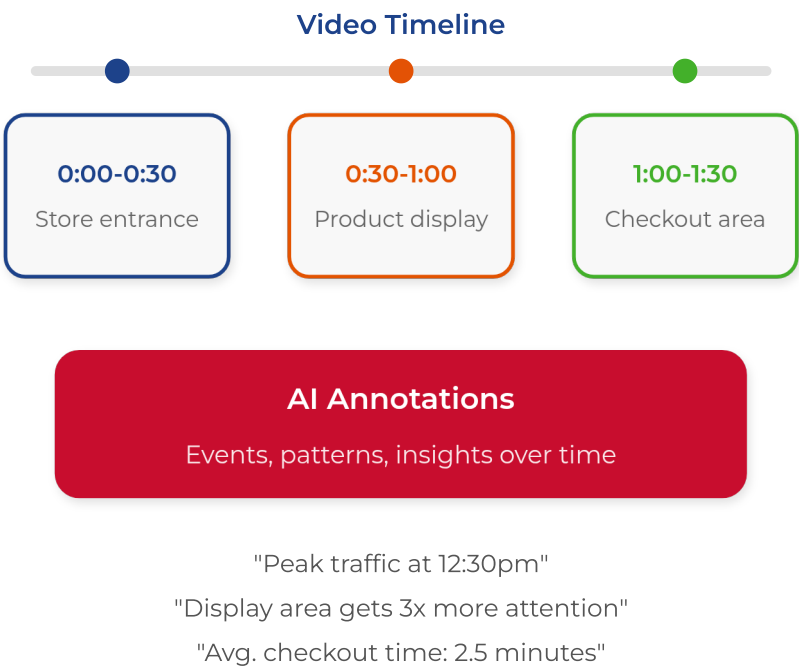 Video Timeline
0:00-0:30
Store entrance
0:30-1:00
Product display
1:00-1:30
Checkout area
AI Annotations
Events, patterns, insights over time
"Peak traffic at 12:30pm"
"Display area gets 3x more attention"
"Avg. checkout time: 2.5 minutes"